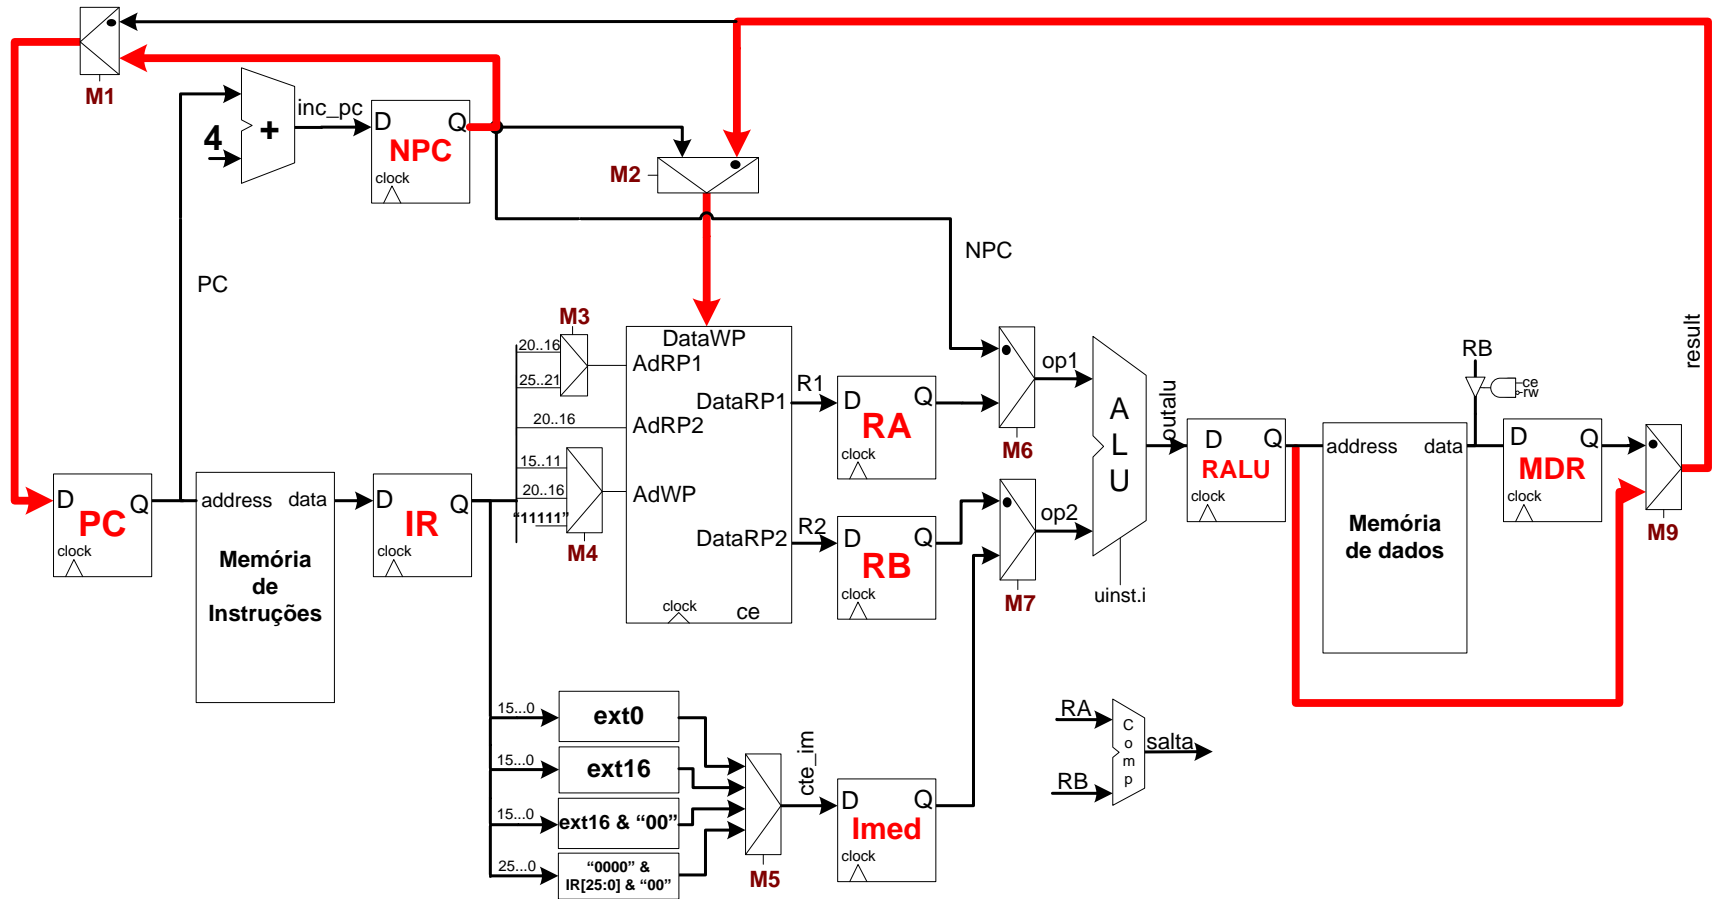 M1
4
+
inc_pc
D
Q
NPC
clock
M2
PC
NPC
result
M3
20..16
25..21
20..16
15..11
20..16
"11111"
M4
DataWP
AdRP1
DataRP1
AdRP2
AdWP
DataRP2
clock
ce
R1
D
Q
RA
clock
R2
D
Q
RB
clock
M6
op1
M7
op2
A
L
U
uinst.i
outalu
D
Q
RALU
clock
address
data
Memória
de dados
RB
ce
rw
D
Q
MDR
clock
M9
D
Q
PC
clock
address
data
Memória
de
Instruções
D
Q
IR
clock
15...0
ext0
15...0
ext16
15...0
ext16 & “00”
25...0
“0000” &
IR[25:0] & “00”
M5
cte_im
D
Q
Imed
clock
RA
RB
C
o
m
p
salta